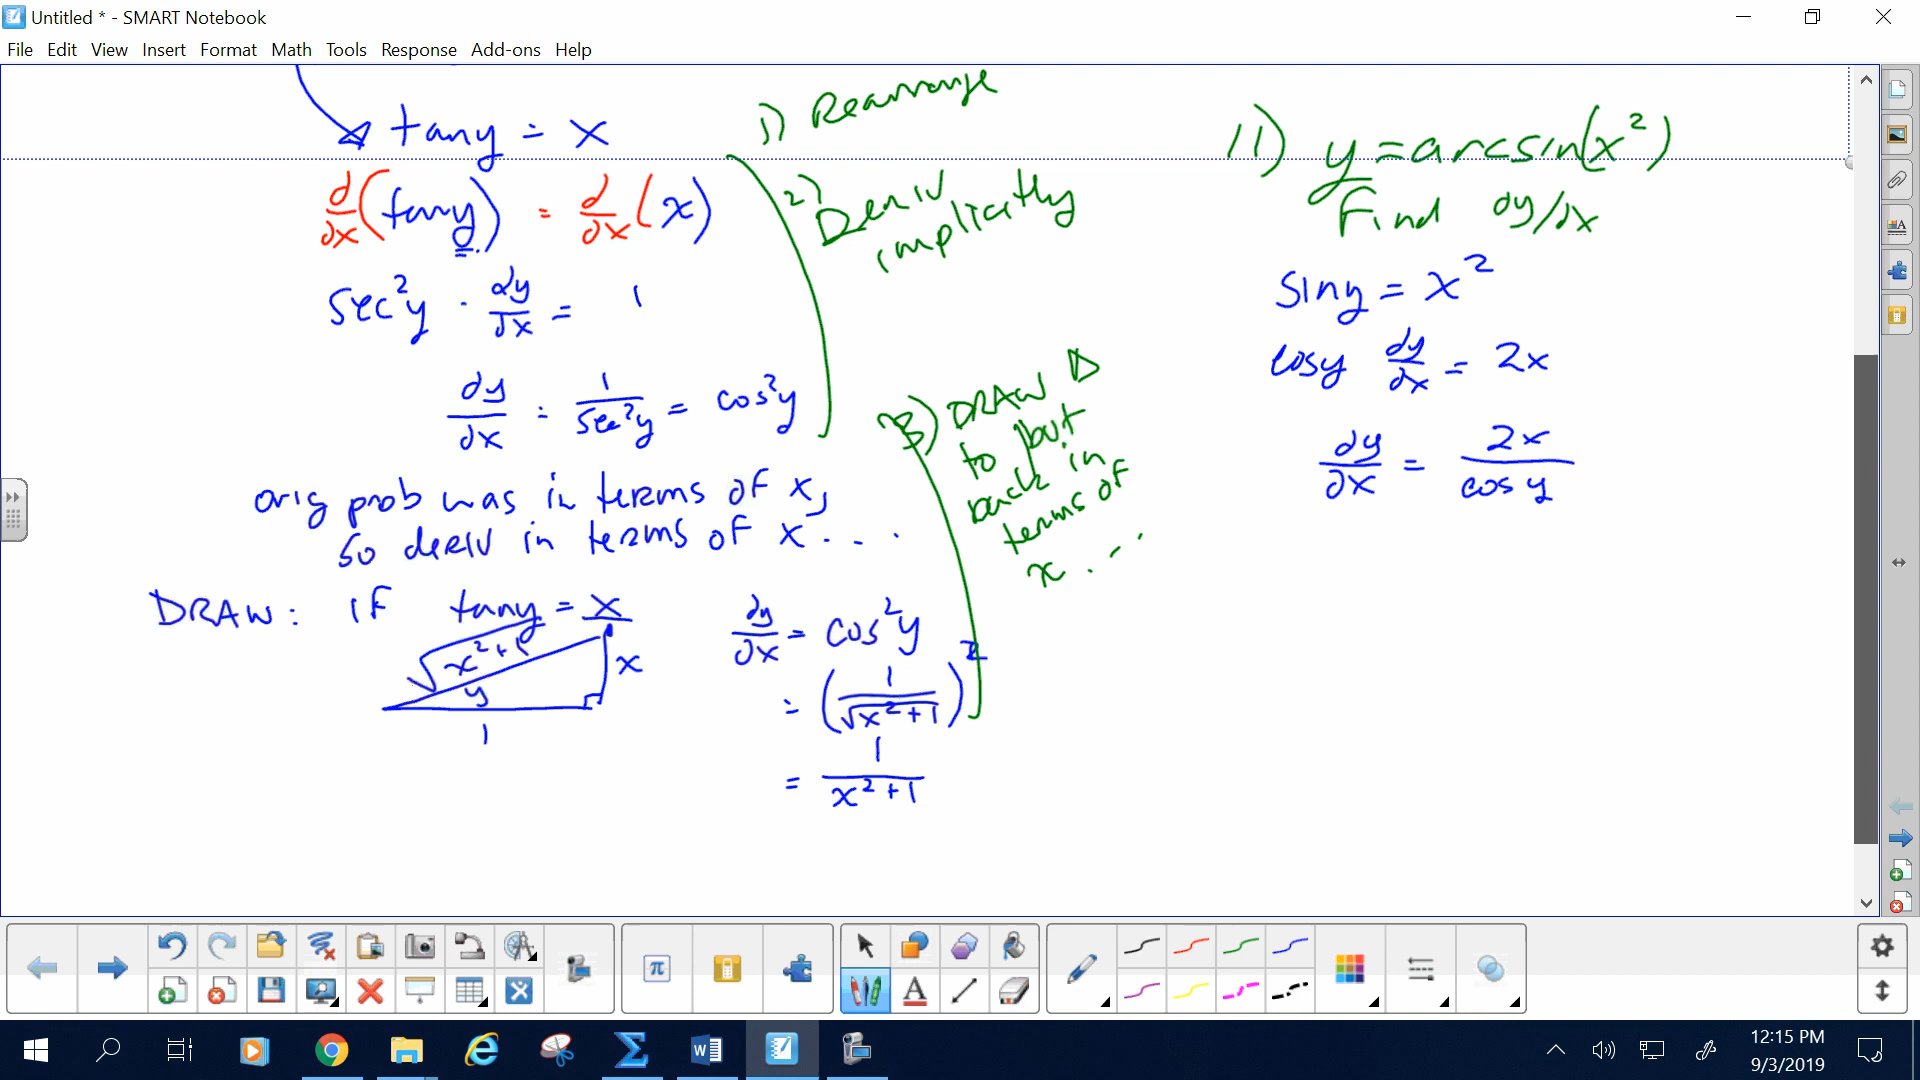 Untitled * - SMART Notebook
File Edit View Insert Format Math Tools Response Add-ons Help
tany = x
d/dx (tany) = d/dx (x)
sec²y · dy/dx = 1
dy/dx = 1/sec²y = cos²y
orig prob was in terms of x,
so deriv in terms of x . . .
DRAW: IF tany = x
√x²+1
y
x
1
dy/dx = cos²y
= (1/√x²+1)²
= 1/x²+1
1) Rearrange
2) Deriv
implicitly
3) DRAW △
to put
back in
terms of
x . . .
11) y = arcsin(x²)
Find dy/dx
siny = x²
cosy dy/dx = 2x
dy/dx = 2x/cos y
π
A
12:15 PM
9/3/2019